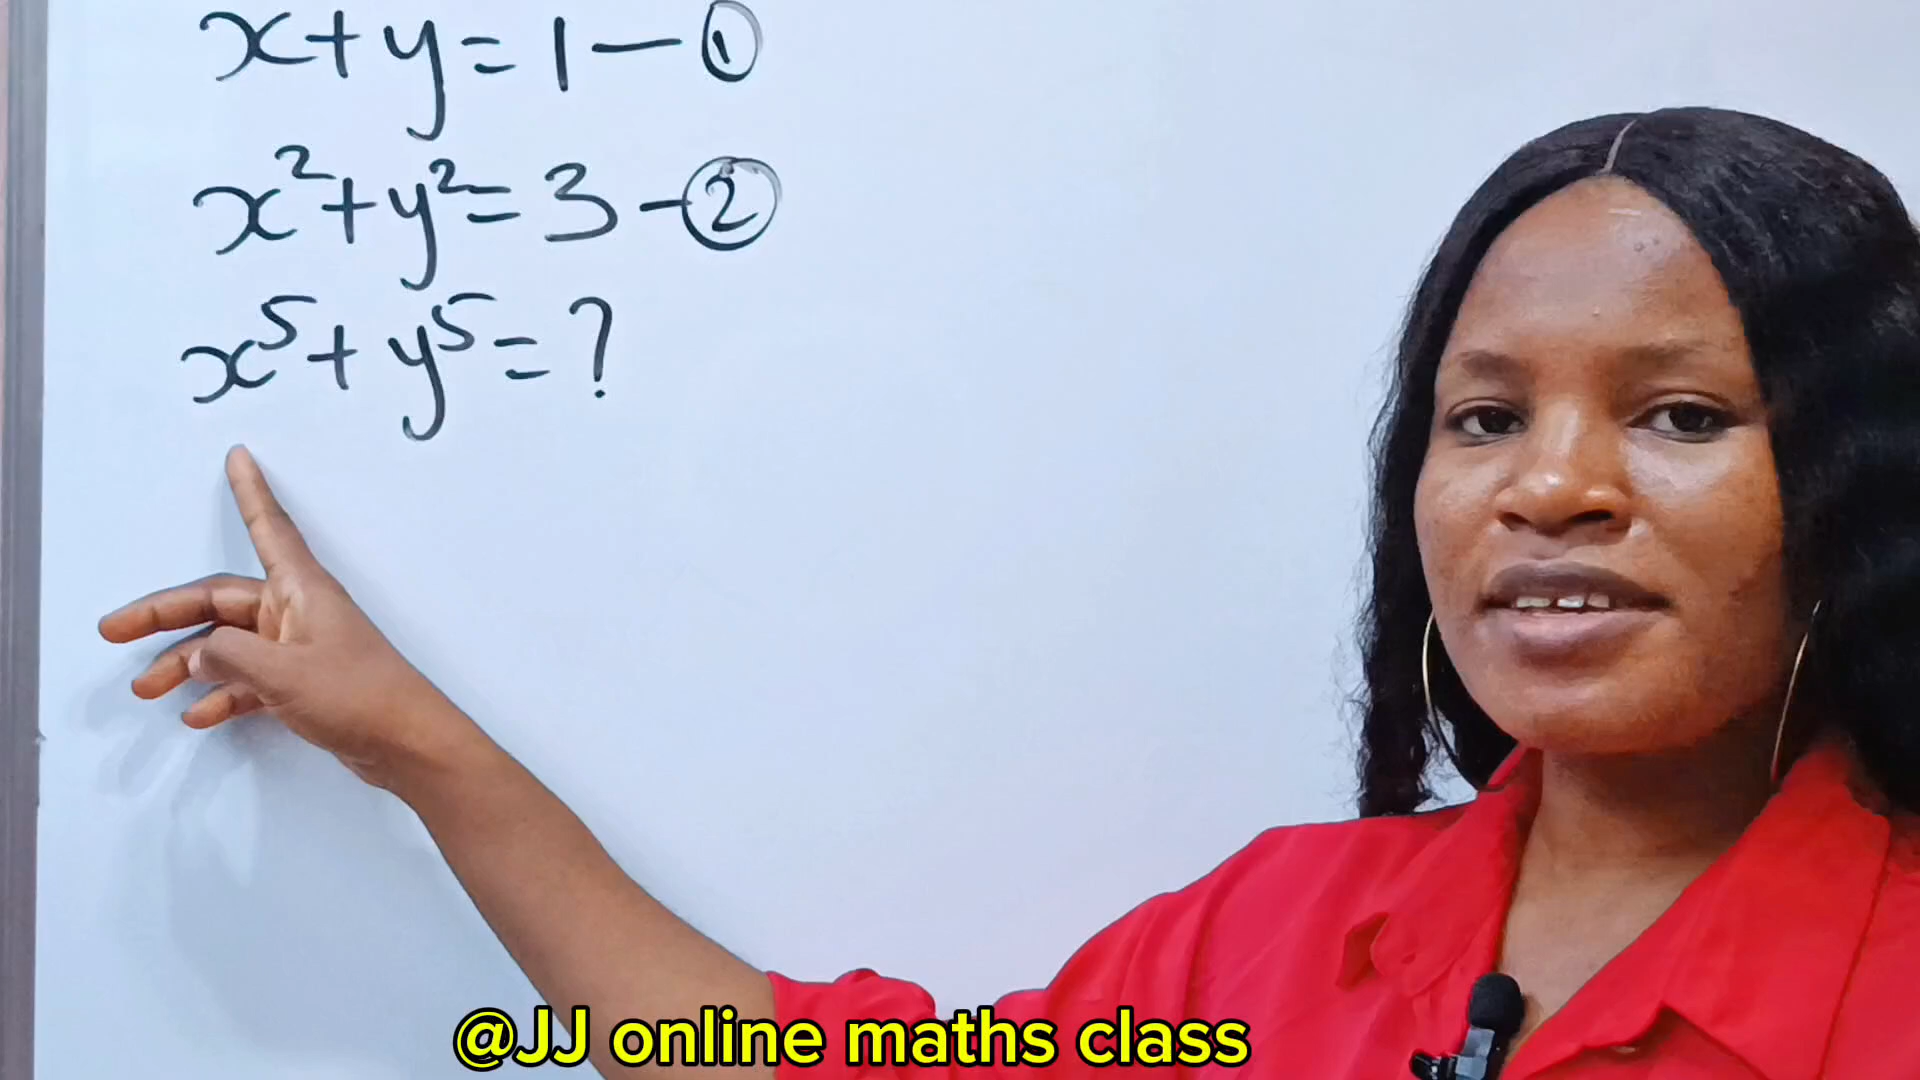 x+y=1—①
x²+y²=3-②
x⁵+y⁵=?
@JJ online maths class